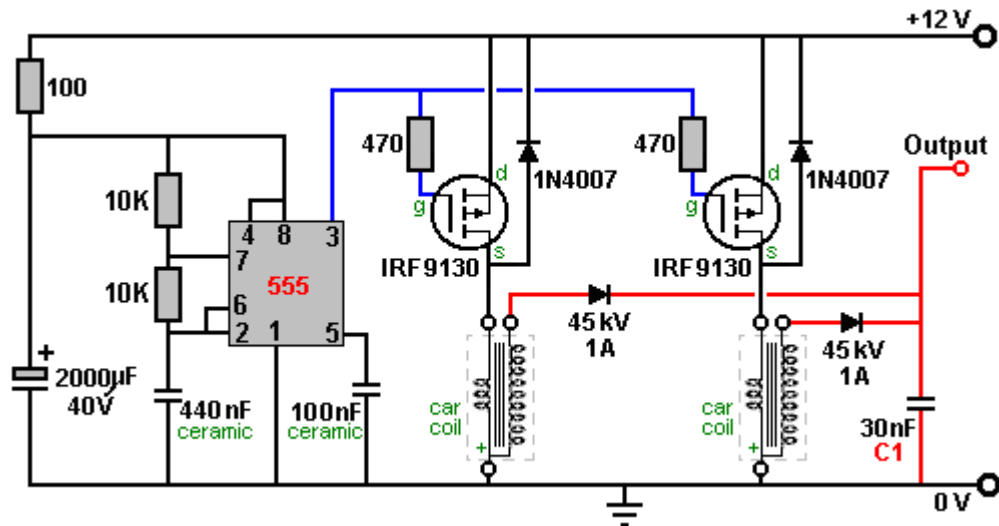 +12 V
100
470
470
Output
d
1N4007
d
1N4007
10K
g
g
4 8 3
7
s
s
IRF9130
IRF9130
10K
555
6
2 1 5
45 kV
1A
45 kV
1A
+
2000µF
40V
440 nF
ceramic
100nF
ceramic
car
coil
+
car
coil
+
30nF
C1
0 V